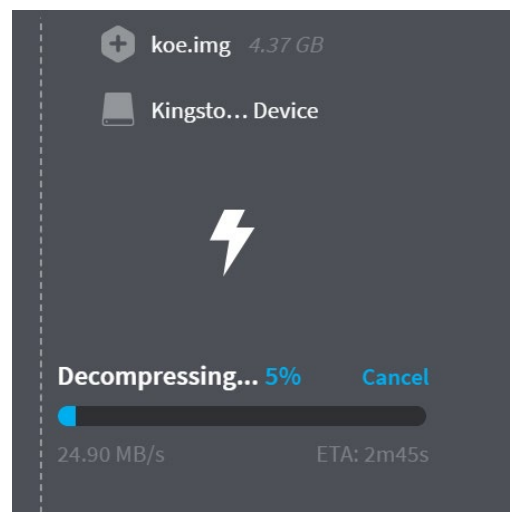 koe.img 4.37 GB
Kingsto... Device
Decompressing... 5% Cancel
24.90 MB/s ETA: 2m45s